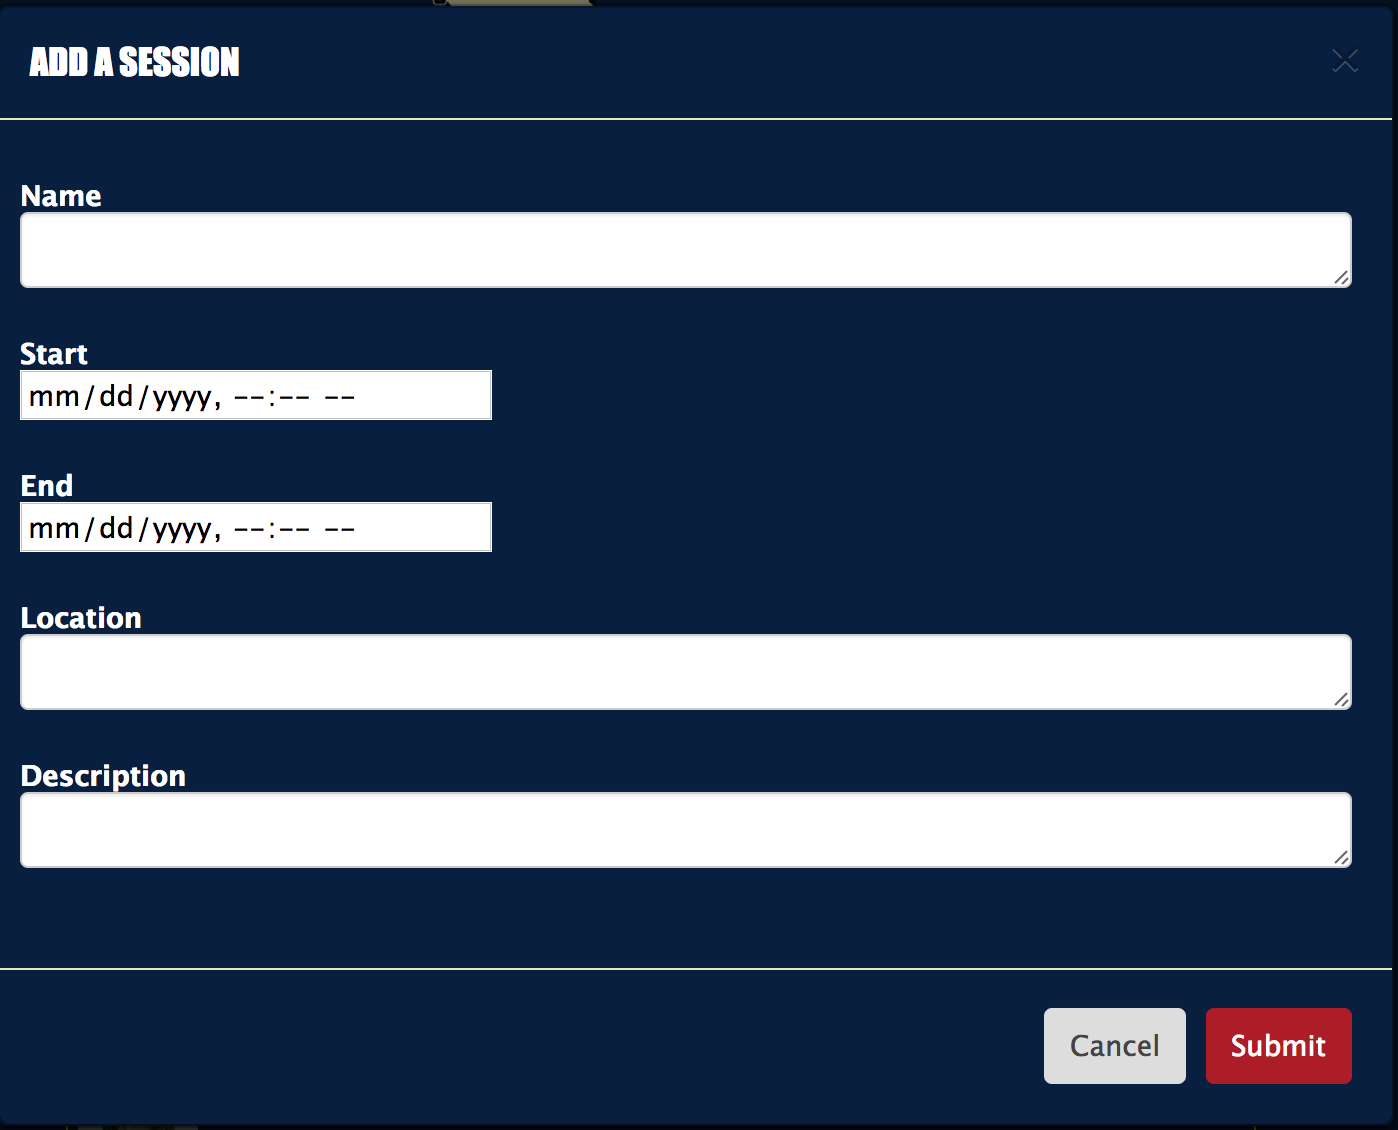 ADD A SESSION
Name
Start
mm/dd/yyyy, --:-- --
End
mm/dd/yyyy, --:-- --
Location
Description
Cancel
Submit